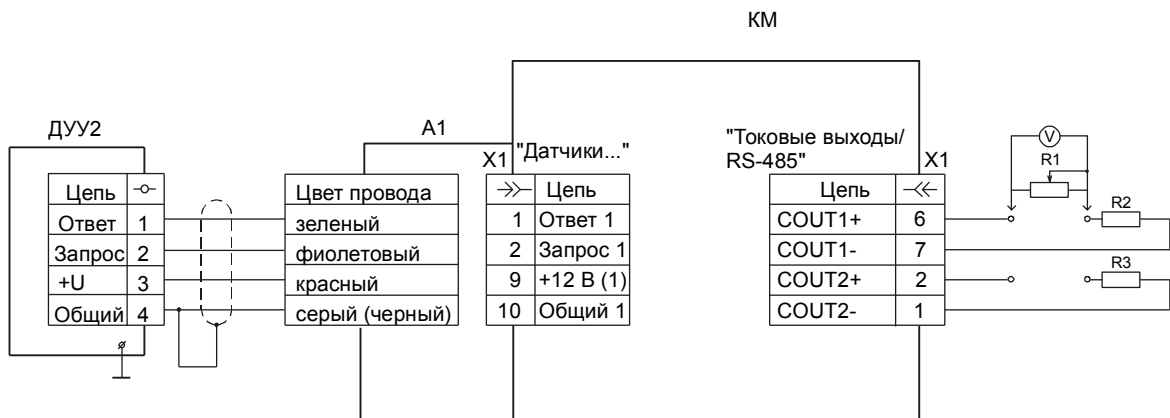 КМ
ДУУ2
А1
"Датчики..."
X1
"Токовые выходы/
RS-485"
X1
Цепь
Ответ 1
Запрос 2
+U 3
Общий 4
Цвет провода
зеленый
фиолетовый
красный
серый (черный)
Цепь
1 Ответ 1
2 Запрос 1
9 +12 В (1)
10 Общий 1
Цепь
COUT1+ 6
COUT1- 7
COUT2+ 2
COUT2- 1
V
R1
R2
R3